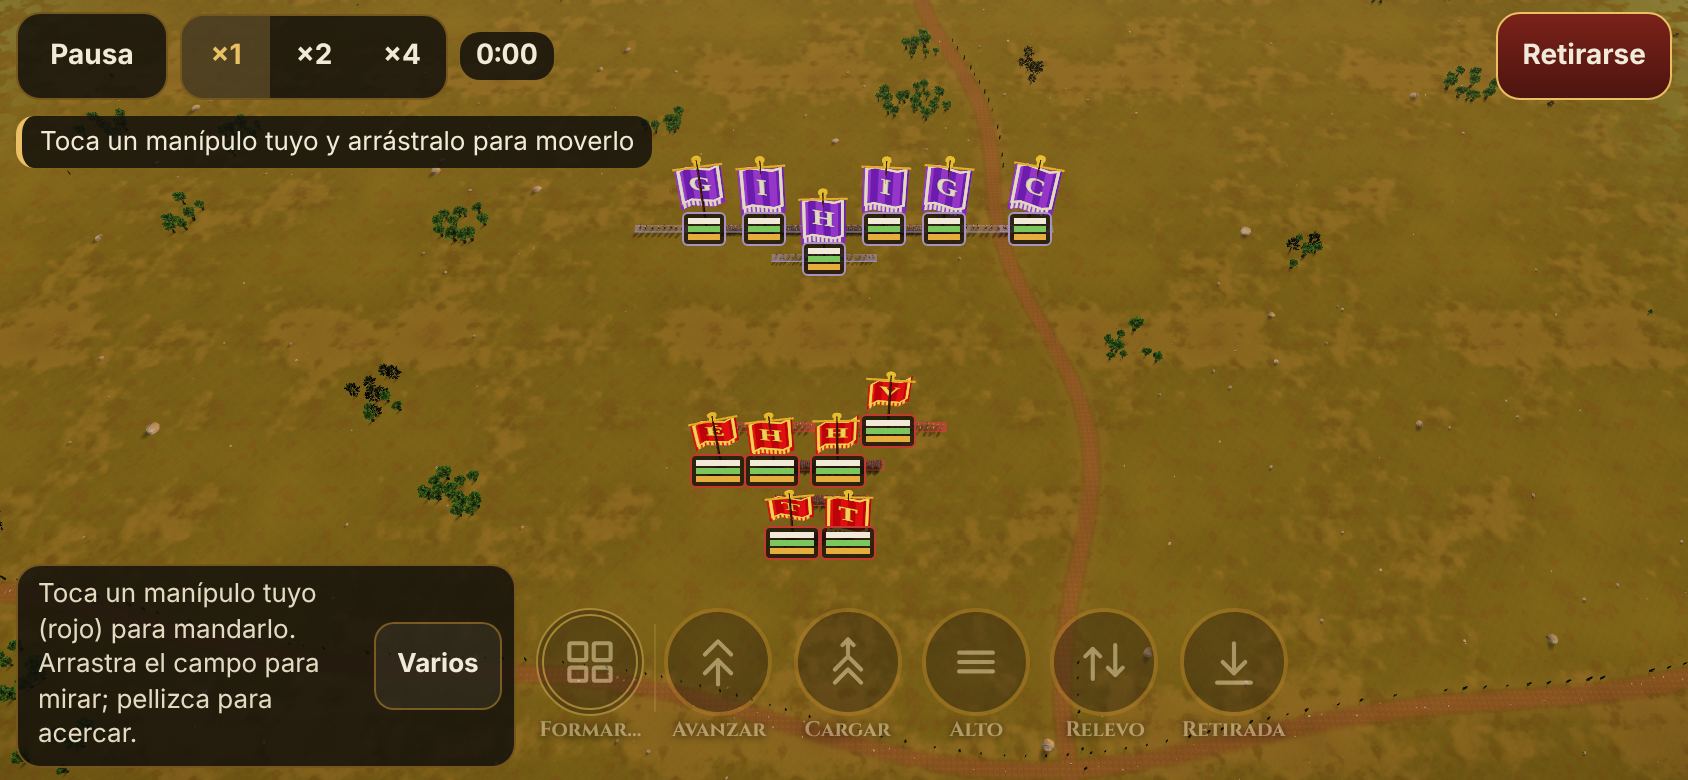 Pausa
×1
×2
×4
0:00
Retirarse
Toca un manípulo tuyo y arrástralo para moverlo
G
I
H
I
G
C
V
E
H
H
T
T
Toca un manípulo tuyo
(rojo) para mandarlo.
Arrastra el campo para
mirar; pellizca para
acercar.
Varios
FORMAR...
AVANZAR
CARGAR
ALTO
RELEVO
RETIRADA